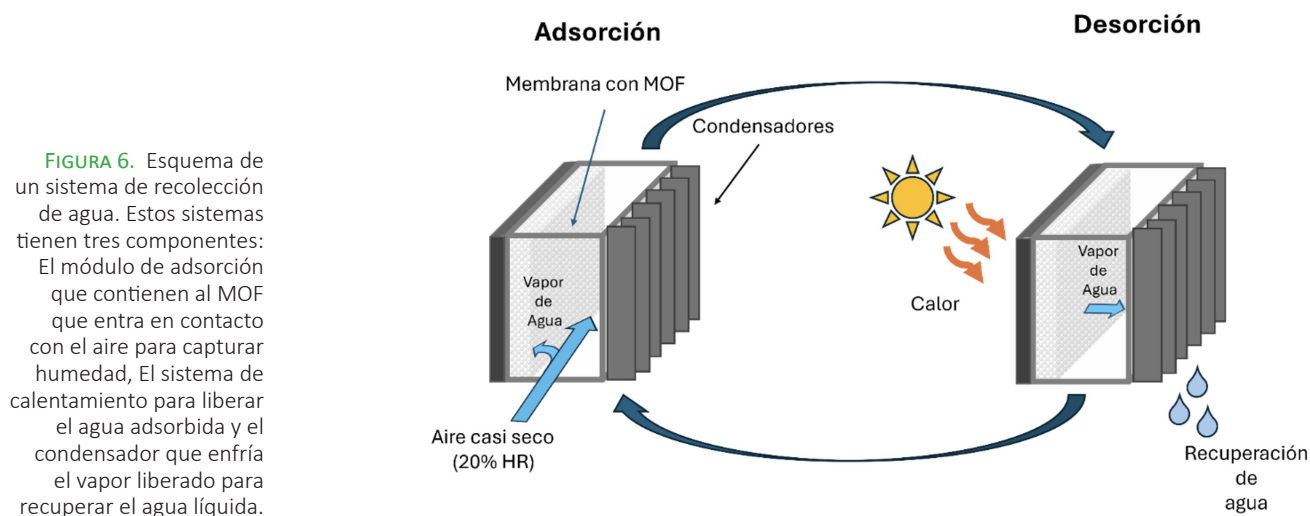 FIGURA 6. Esquema de
un sistema de recolección
de agua. Estos sistemas
tienen tres componentes:
El módulo de adsorción
que contienen al MOF
que entra en contacto
con el aire para capturar
humedad, El sistema de
calentamiento para liberar
el agua adsorbida y el
condensador que enfría
el vapor liberado para
recuperar el agua líquida.
Adsorción
Membrana con MOF
Condensadores
Vapor
de
Agua
Aire casi seco
(20% HR)
Desorción
Calor
Vapor
de
Agua
Recuperación
de
agua